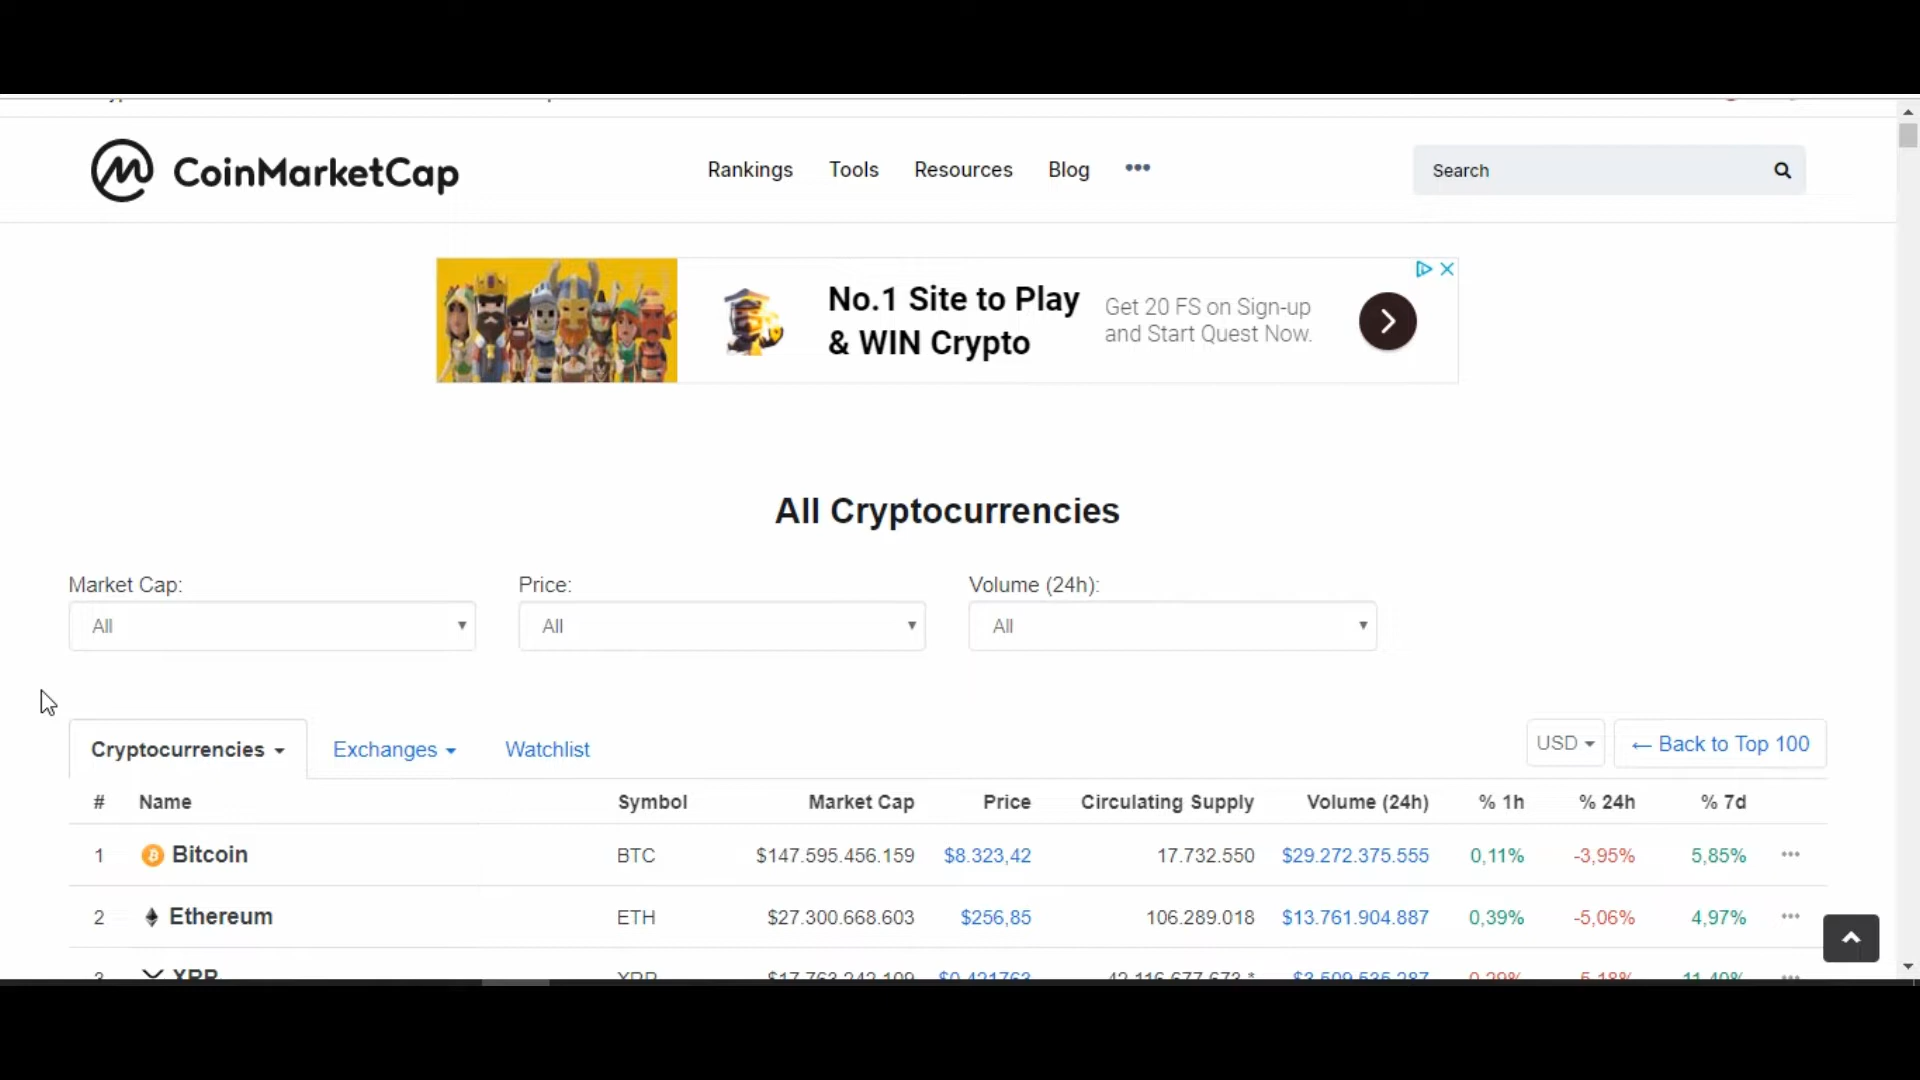 CoinMarketCap
Rankings Tools Resources Blog •••
Search
No.1 Site to Play
& WIN Crypto
Get 20 FS on Sign-up
and Start Quest Now.
All Cryptocurrencies
Market Cap: Price: Volume (24h):
All All All
Cryptocurrencies Exchanges Watchlist USD ← Back to Top 100
# Name Symbol Market Cap Price Circulating Supply Volume (24h) % 1h % 24h % 7d
1 Bitcoin BTC $147.595.456.159 $8.323,42 17.732.550 $29.272.375.555 0,11% -3,95% 5,85% •••
2 Ethereum ETH $27.300.668.603 $256,85 106.289.018 $13.761.904.887 0,39% -5,06% 4,97% •••
XRP XRP